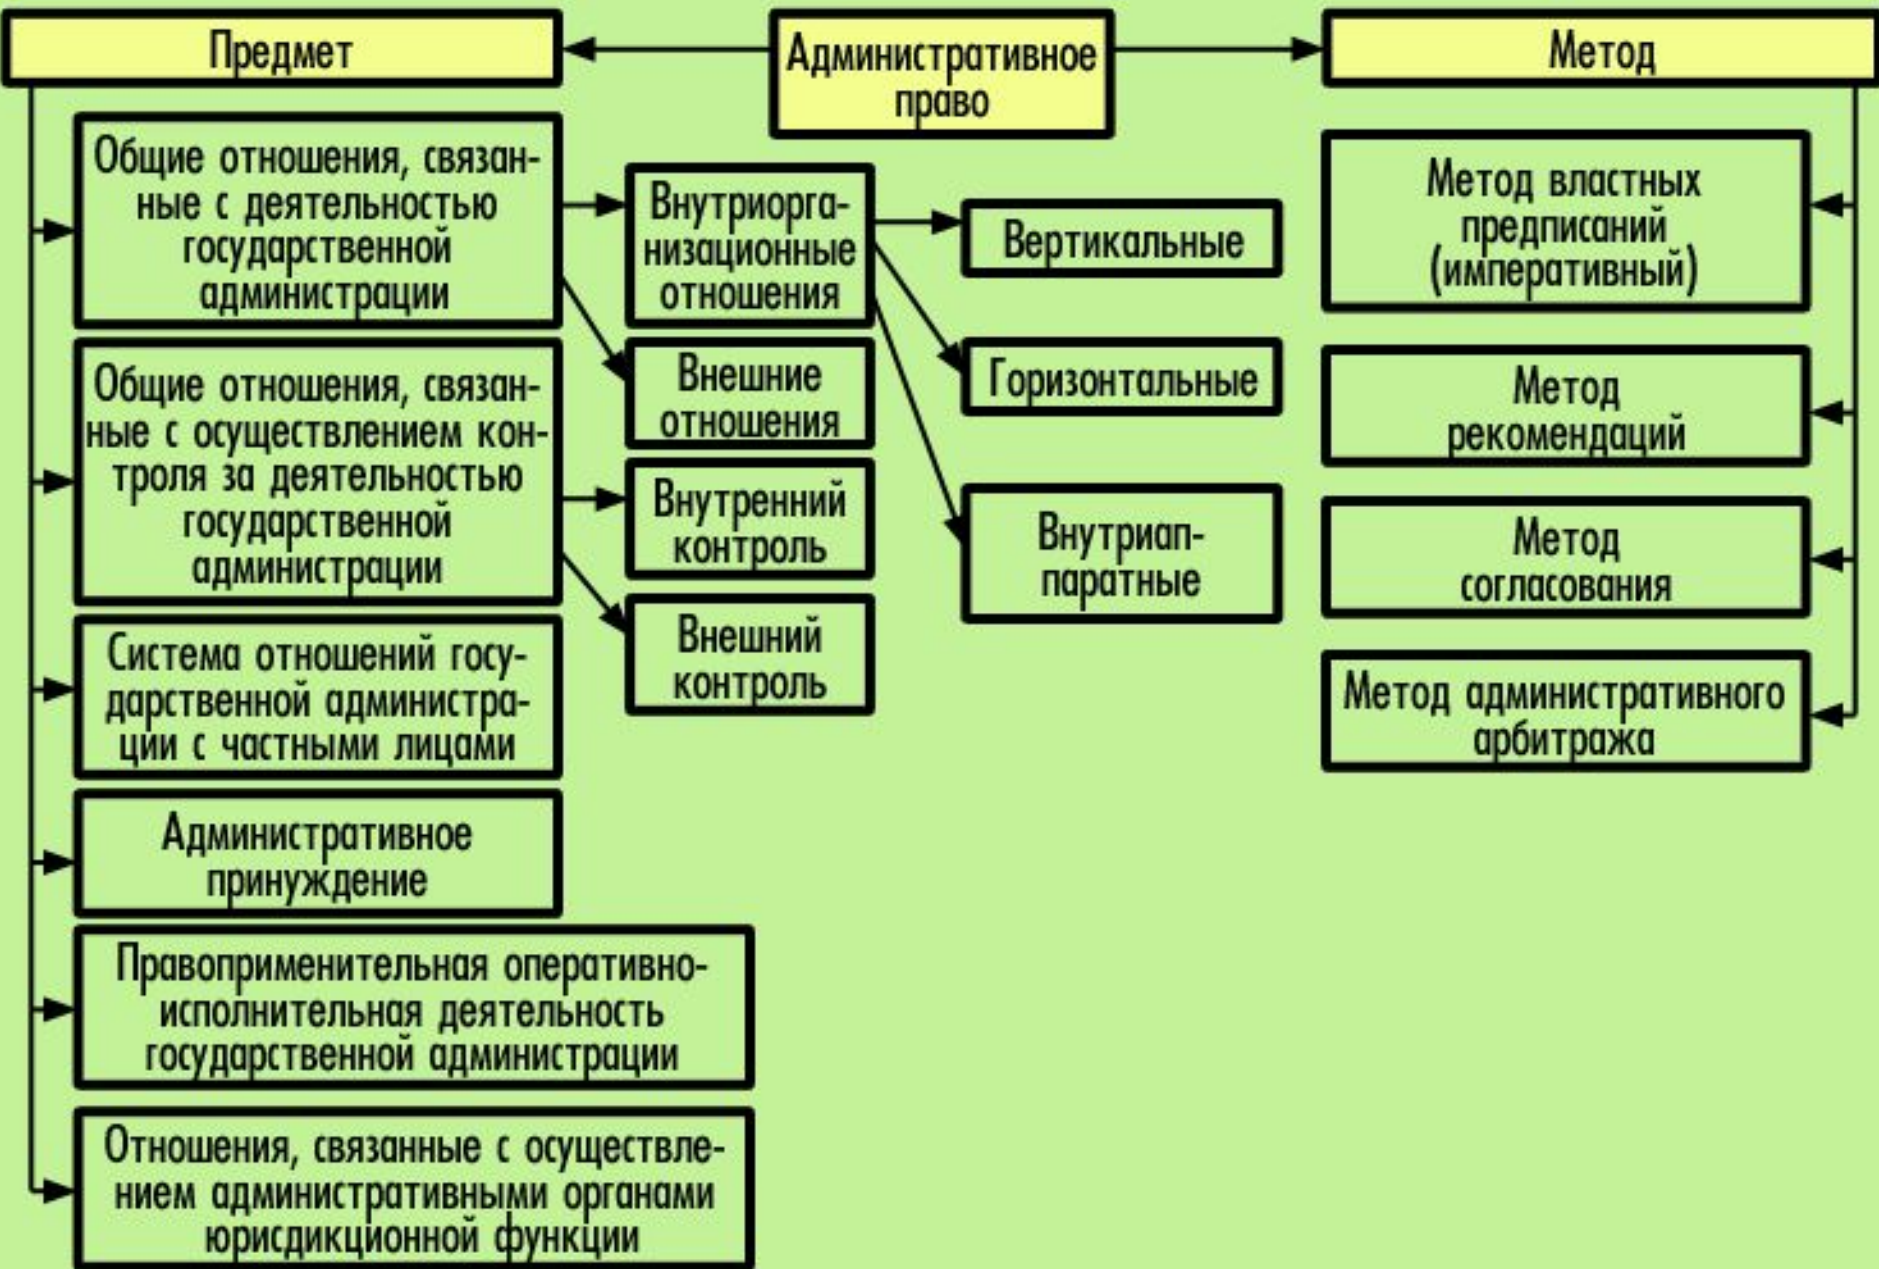 Предмет
Административное
право
Метод
Общие отношения, связан-
ные с деятельностью
государственной
администрации
Внутриорга-
низационные
отношения
Вертикальные
Горизонтальные
Внутриап-
паратные
Внешние
отношения
Общие отношения, связан-
ные с осуществлением кон-
троля за деятельностью
государственной
администрации
Внутренний
контроль
Внешний
контроль
Система отношений госу-
дарственной администра-
ции с частными лицами
Административное
принуждение
Правоприменительная оперативно-
исполнительная деятельность
государственной администрации
Отношения, связанные с осуществле-
нием административными органами
юрисдикционной функции
Метод властных
предписаний
(императивный)
Метод
рекомендаций
Метод
согласования
Метод административного
арбитража